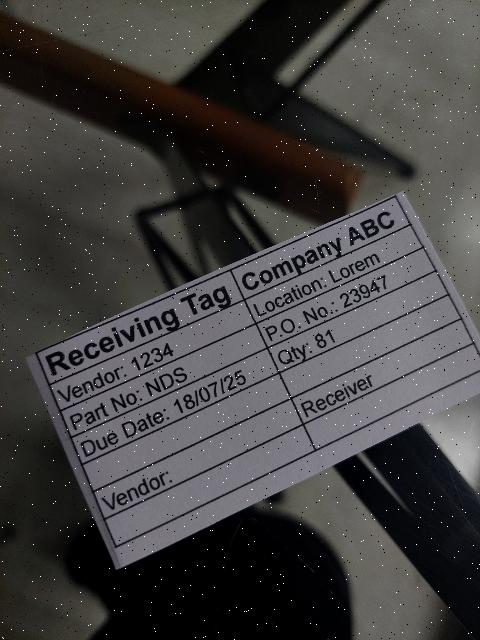 Receiving Tag Company ABC
Vendor: 1234 Location: Lorem
Part No: NDS P.O. No.: 23947
Due Date: 18/07/25 Qty: 81
Vendor: Receiver